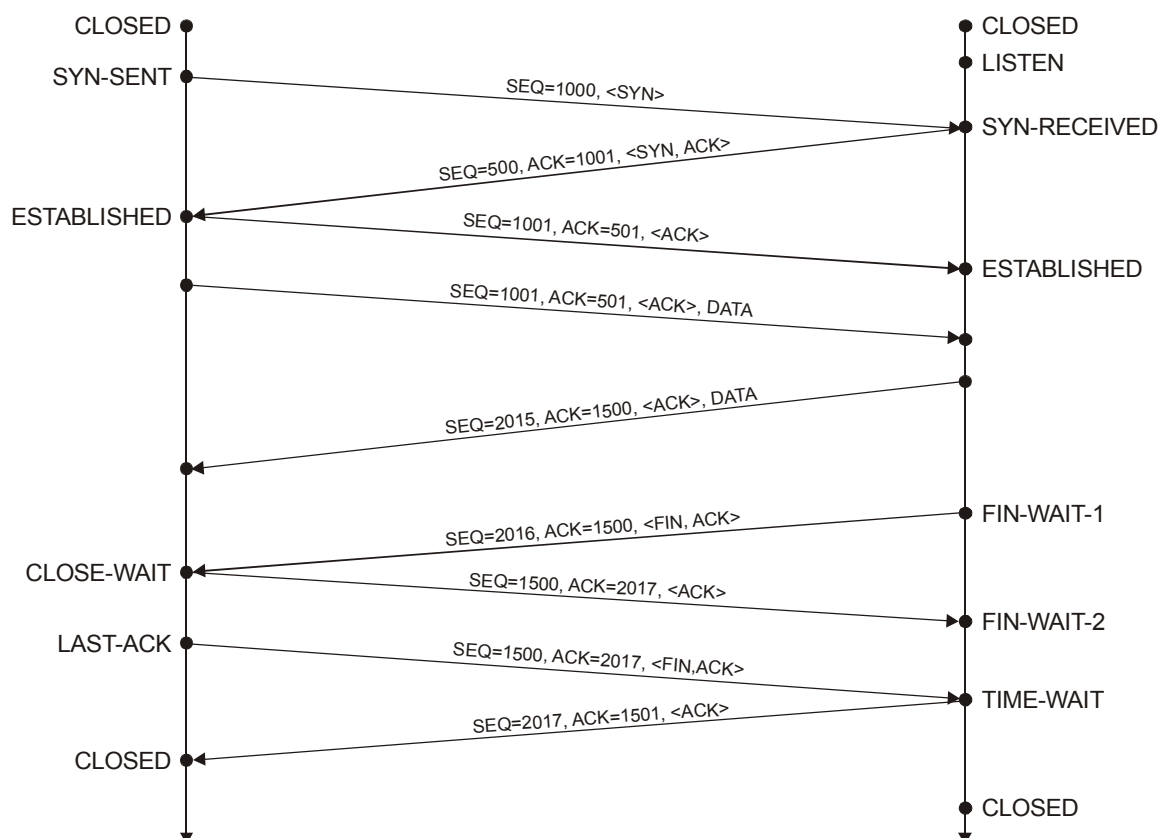 CLOSED
CLOSED
LISTEN
SYN-SENT
SEQ=1000, <SYN>
SYN-RECEIVED
SEQ=500, ACK=1001, <SYN, ACK>
ESTABLISHED
SEQ=1001, ACK=501, <ACK>
ESTABLISHED
SEQ=1001, ACK=501, <ACK>, DATA
SEQ=2015, ACK=1500, <ACK>, DATA
FIN-WAIT-1
SEQ=2016, ACK=1500, <FIN, ACK>
CLOSE-WAIT
SEQ=1500, ACK=2017, <ACK>
FIN-WAIT-2
LAST-ACK
SEQ=1500, ACK=2017, <FIN,ACK>
TIME-WAIT
SEQ=2017, ACK=1501, <ACK>
CLOSED
CLOSED